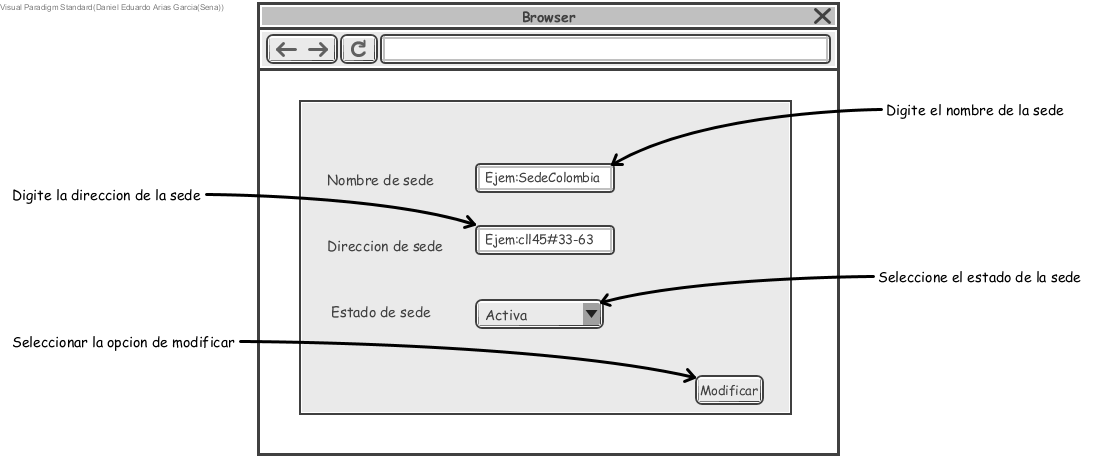 Visual Paradigm Standard(Daniel Eduardo Arias Garcia(Sena))
Browser
Digite el nombre de la sede
Nombre de sede
Ejem:SedeColombia
Digite la direccion de la sede
Direccion de sede
Ejem:cll45#33-63
Seleccione el estado de la sede
Estado de sede
Activa
Seleccionar la opcion de modificar
Modificar